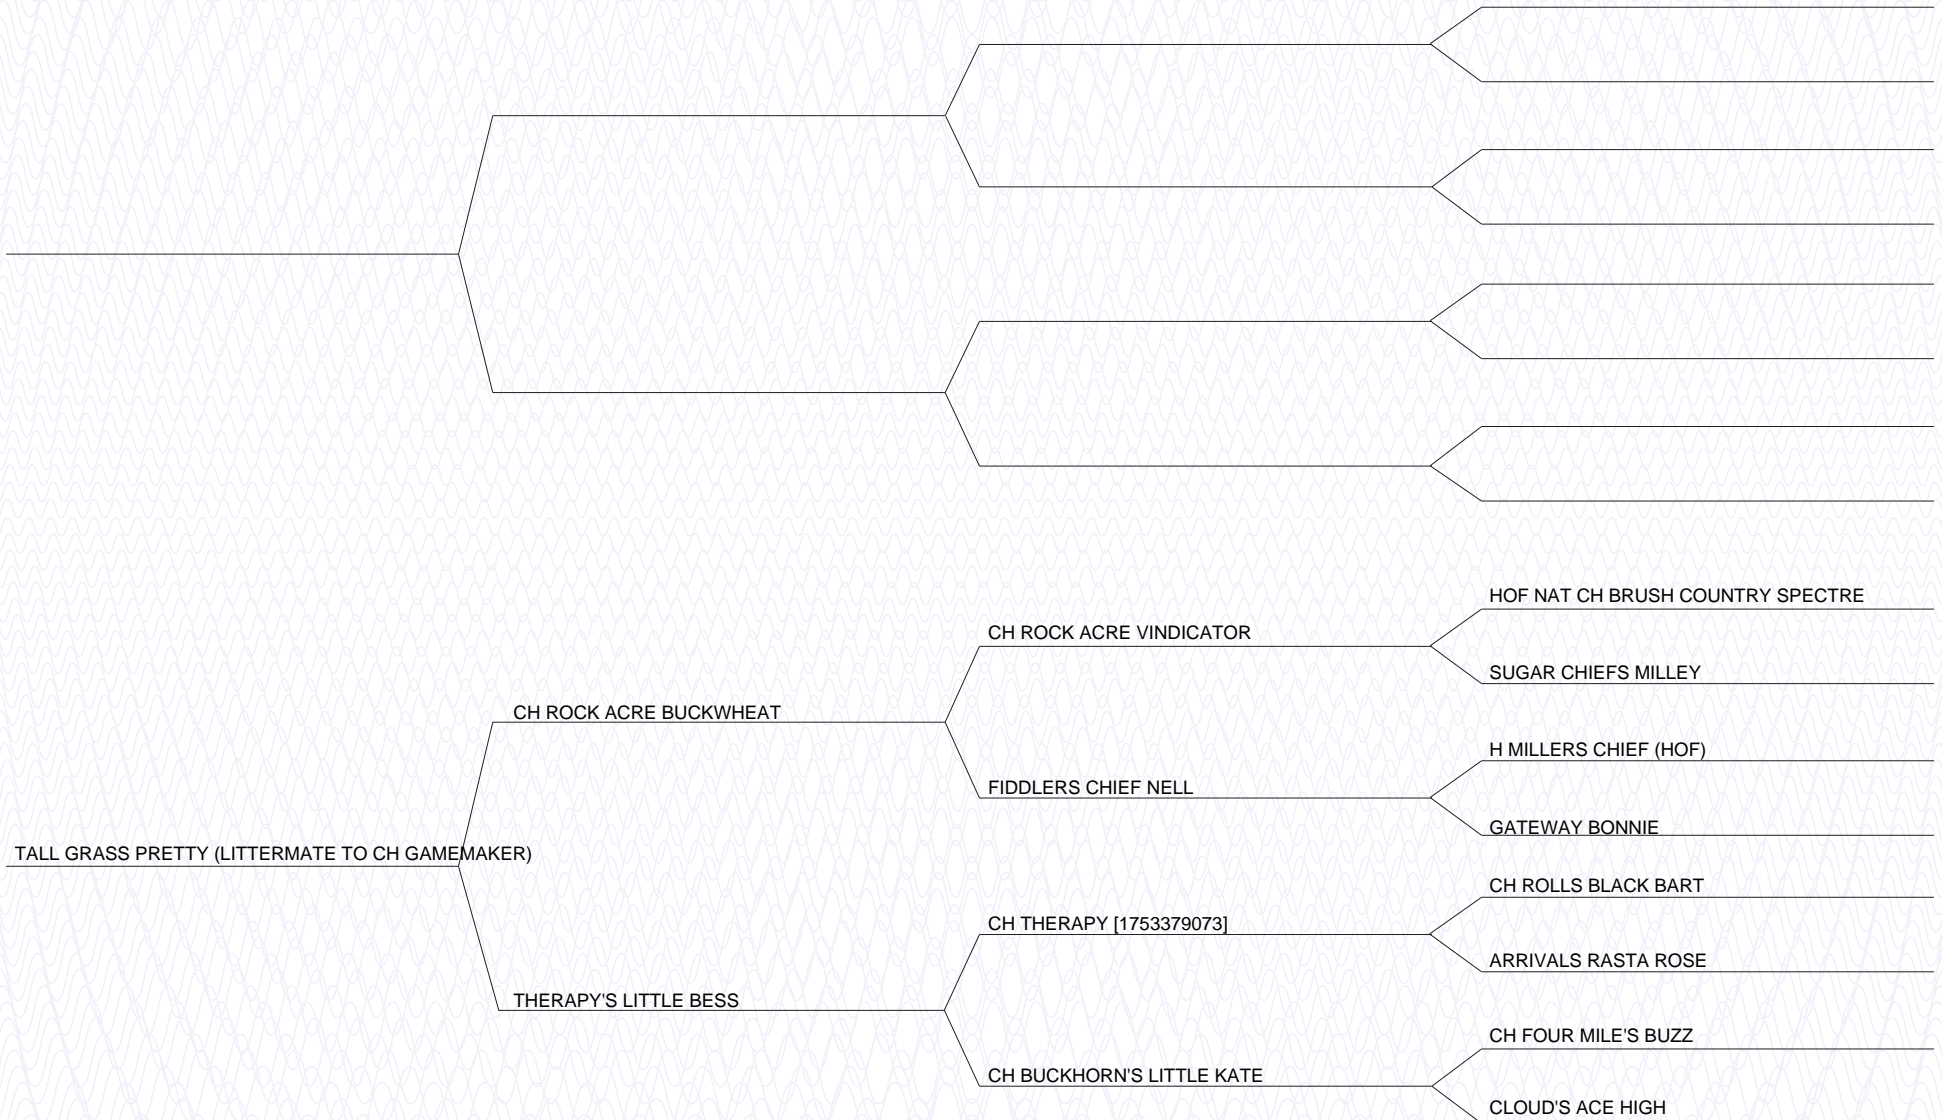 HOF NAT CH BRUSH COUNTRY SPECTRE
CH ROCK ACRE VINDICATOR
SUGAR CHIEFS MILLEY
CH ROCK ACRE BUCKWHEAT
H MILLERS CHIEF (HOF)
FIDDLERS CHIEF NELL
GATEWAY BONNIE
TALL GRASS PRETTY (LITTERMATE TO CH GAMEMAKER)
CH ROLLS BLACK BART
CH THERAPY [1753379073]
ARRIVALS RASTA ROSE
THERAPY'S LITTLE BESS
CH FOUR MILE'S BUZZ
CH BUCKHORN'S LITTLE KATE
CLOUD'S ACE HIGH